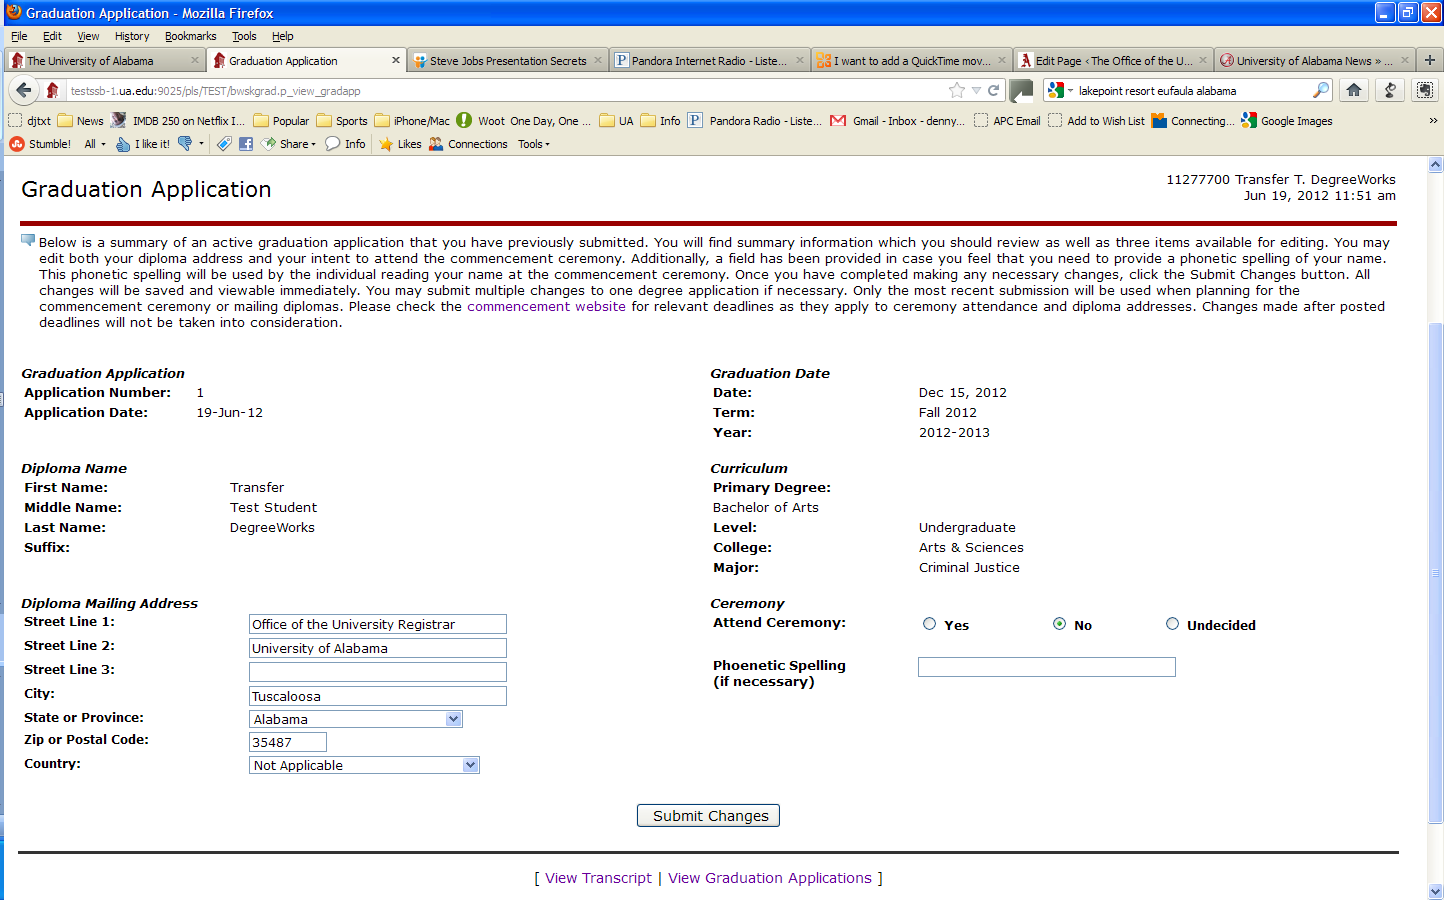 Graduation Application - Mozilla Firefox
File Edit View History Bookmarks Tools Help
The University of Alabama
Graduation Application
Steve Jobs Presentation Secrets
Pandora Internet Radio - Liste...
I want to add a QuickTime mov...
Edit Page ‹ The Office of the U...
University of Alabama News » ...
testssb-1.ua.edu:9025/pls/TEST/bwskgrad.p_view_gradapp
lakepoint resort eufaula alabama
djtxt News IMDB 250 on Netflix I... Popular Sports iPhone/Mac Woot One Day, One ... UA Info Pandora Radio - Liste... Gmail - Inbox - denny... APC Email Add to Wish List Connecting... Google Images »
Stumble! All I like it! Share Info Likes Connections Tools
Graduation Application
11277700 Transfer T. DegreeWorks
Jun 19, 2012 11:51 am
Below is a summary of an active graduation application that you have previously submitted. You will find summary information which you should review as well as three items available for editing. You may
edit both your diploma address and your intent to attend the commencement ceremony. Additionally, a field has been provided in case you feel that you need to provide a phonetic spelling of your name.
This phonetic spelling will be used by the individual reading your name at the commencement ceremony. Once you have completed making any necessary changes, click the Submit Changes button. All
changes will be saved and viewable immediately. You may submit multiple changes to one degree application if necessary. Only the most recent submission will be used when planning for the
commencement ceremony or mailing diplomas. Please check the commencement website for relevant deadlines as they apply to ceremony attendance and diploma addresses. Changes made after posted
deadlines will not be taken into consideration.
Graduation Application
Application Number: 1
Application Date: 19-Jun-12
Graduation Date
Date: Dec 15, 2012
Term: Fall 2012
Year: 2012-2013
Diploma Name
First Name: Transfer
Middle Name: Test Student
Last Name: DegreeWorks
Suffix:
Curriculum
Primary Degree:
Bachelor of Arts
Level: Undergraduate
College: Arts & Sciences
Major: Criminal Justice
Diploma Mailing Address
Street Line 1: Office of the University Registrar
Street Line 2: University of Alabama
Street Line 3:
City: Tuscaloosa
State or Province: Alabama
Zip or Postal Code: 35487
Country: Not Applicable
Ceremony
Attend Ceremony: Yes No Undecided
Phoenetic Spelling
(if necessary)
Submit Changes
[ View Transcript | View Graduation Applications ]